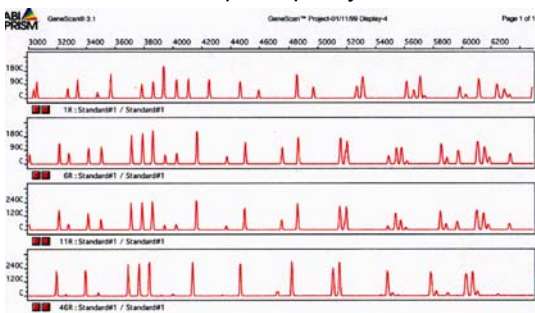 ABI PRISM GeneScan® 3.1 GeneScan™ Project-01/11/99 Display-4 Page 1 of 1
3000 3200 3400 3600 3800 4000 4200 4400 4600 4800 5000 5200 5400 5600 5800 6000 6200
1800
900
0
1R : Standard#1 / Standard#1
1800
900
0
6R : Standard#1 / Standard#1
2400
1200
0
11R : Standard#1 / Standard#1
2400
1200
0
46R : Standard#1 / Standard#1